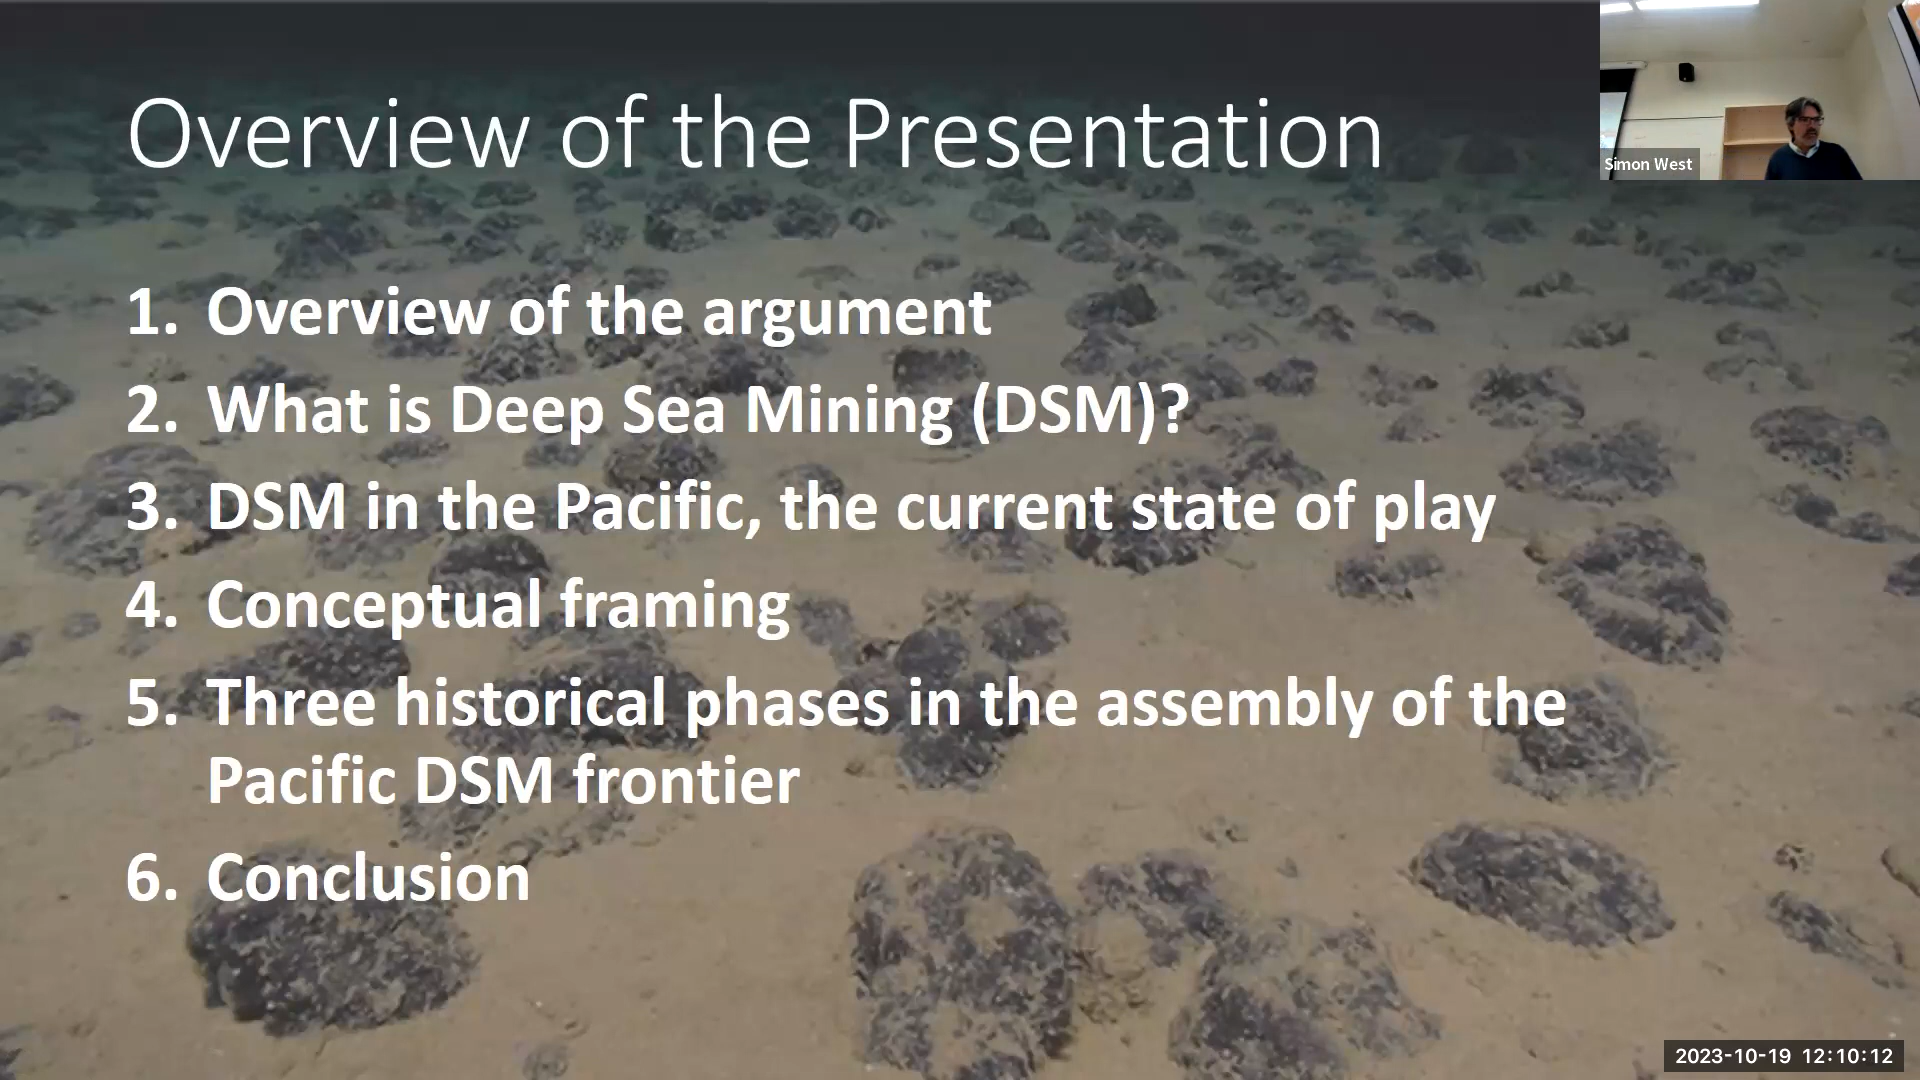 Overview of the Presentation
Simon West
1. Overview of the argument
2. What is Deep Sea Mining (DSM)?
3. DSM in the Pacific, the current state of play
4. Conceptual framing
5. Three historical phases in the assembly of the
Pacific DSM frontier
6. Conclusion
2023-10-19 12:10:12